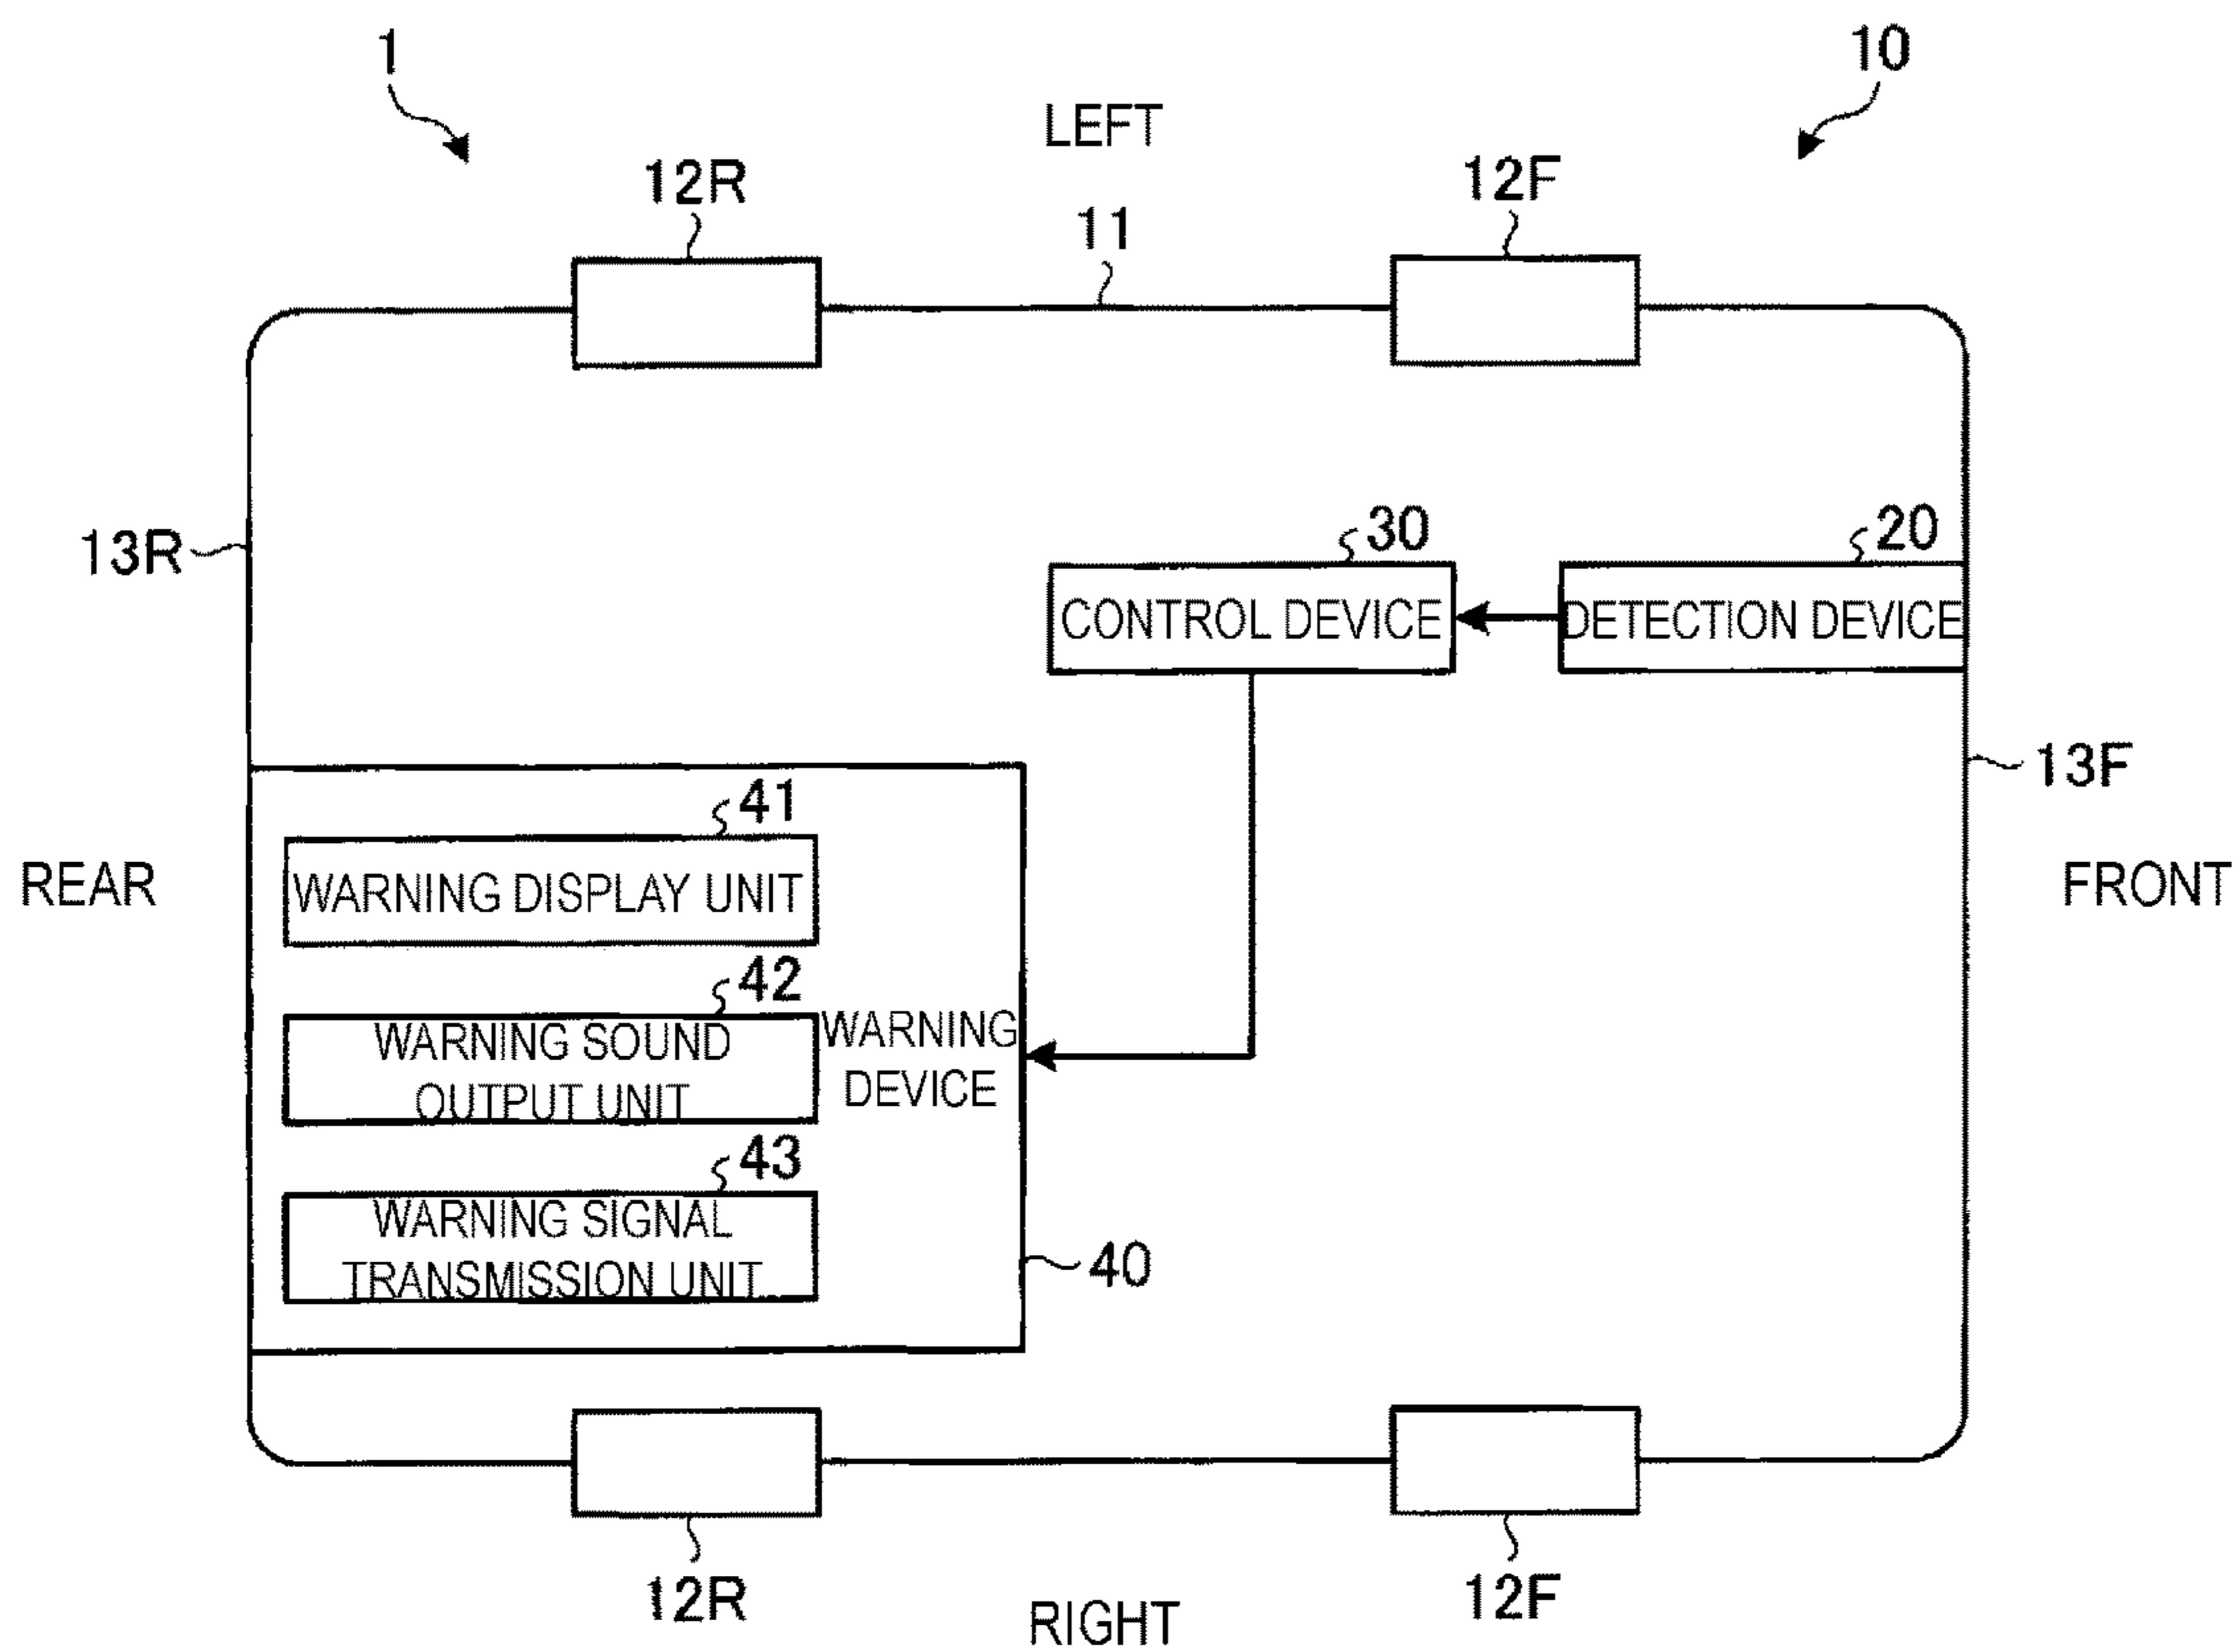 1
10
LEFT
12R
12F
11
13R
30
20
CONTROL DEVICE
DETECTION DEVICE
13F
41
REAR
WARNING DISPLAY UNIT
FRONT
42
WARNING SOUND
OUTPUT UNIT
WARNING
DEVICE
43
WARNING SIGNAL
TRANSMISSION UNIT
40
12R
12F
RIGHT